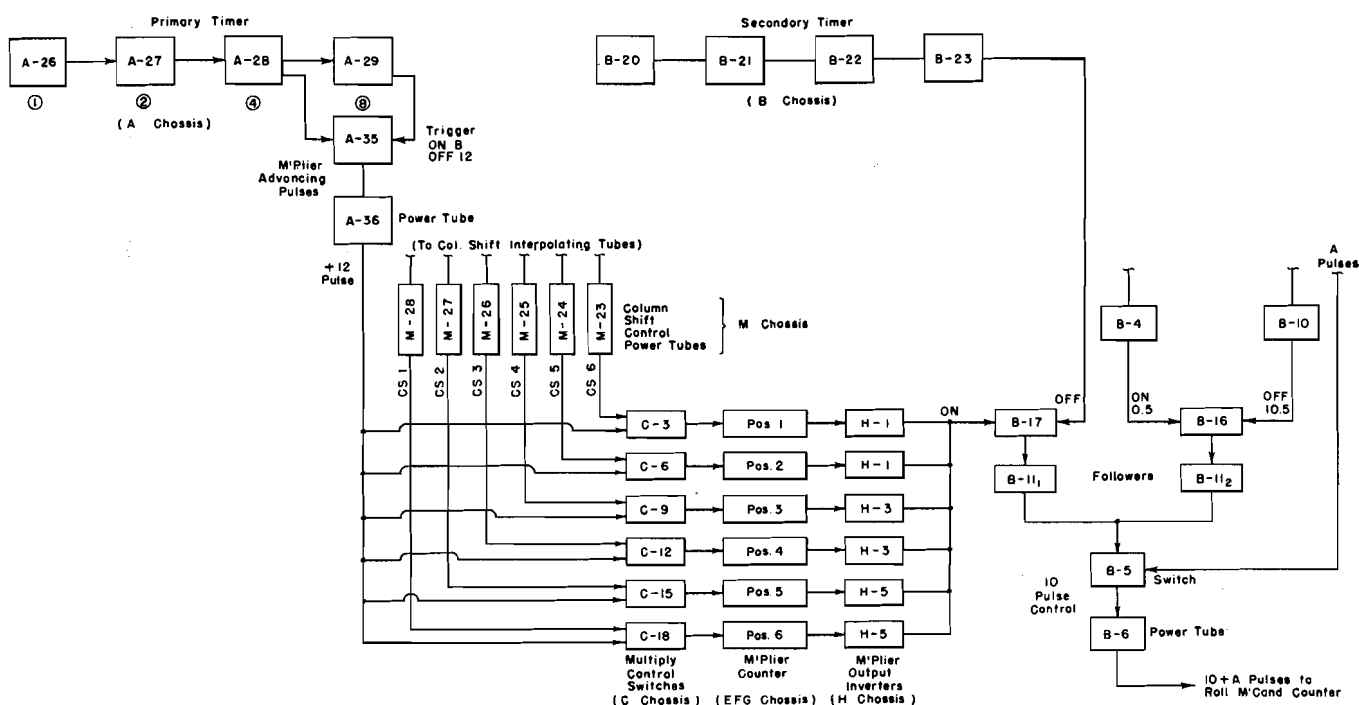 Primary Timer
Secondory Timer
A-26
A-27
A-28
A-29
B-20
B-21
B-22
B-23
①
②
④
⑧
( A Chassis )
( B Chassis )
A-35
Trigger
ON 8
OFF 12
M'Plier
Advancing
Pulses
A-36
Power Tube
+12
Pulse
(To Col. Shift Interpolating Tubes)
M-28
M-27
M-26
M-25
M-24
M-23
Column
Shift
Control
Power Tubes
M Chassis
A
Pulses
B-4
B-10
CS 1
CS 2
CS 3
CS 4
CS 5
CS 6
ON
0.5
OFF
10.5
C-3
Pos 1
H-1
ON
B-17
OFF
B-16
C-6
Pos. 2
H-1
B-11₁
Followers
B-11₂
C-9
Pos. 3
H-3
C-12
Pos. 4
H-3
C-15
Pos. 5
H-5
C-18
Pos. 6
H-5
B-5
Switch
10
Pulse
Control
B-6
Power Tube
Multiply
Control
Switches
( C Chassis )
M'Plier
Counter
(EFG Chassis)
M'Plier
Output
Inverters
( H Chassis )
10 + A Pulses to
Roll M'Cand Counter